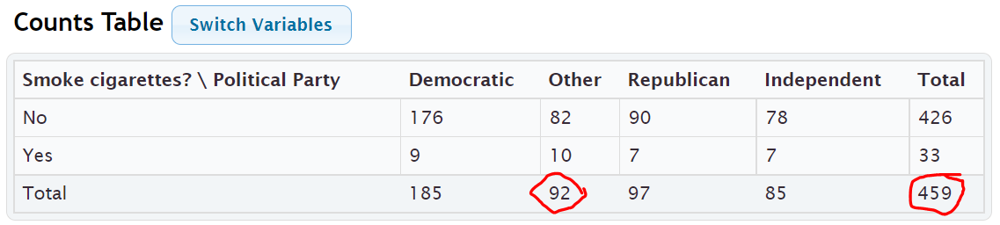 Counts Table Switch Variables
Smoke cigarettes? \ Political Party Democratic Other Republican Independent Total
No 176 82 90 78 426
Yes 9 10 7 7 33
Total 185 92 97 85 459